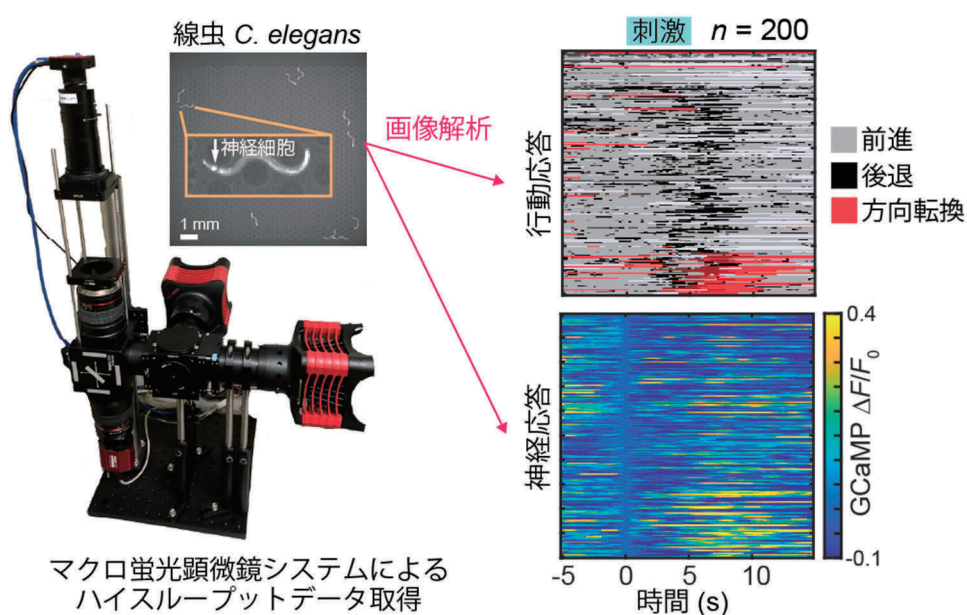 線虫 C. elegans
神経細胞
1 mm
画像解析
刺激 n = 200
行動応答
前進
後退
方向転換
神経応答
0.4
GCaMP ΔF/F0
-0.1
-5 0 5 10
時間 (s)
マクロ蛍光顕微鏡システムによる
ハイスループットデータ取得